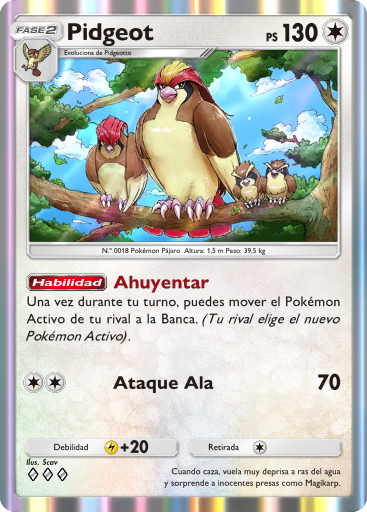 FASE2
Pidgeot
PS 130
Evoluciona de Pidgeotto
N.º 0018 Pokémon Pájaro Altura: 1,5 m Peso: 39,5 kg
Habilidad Ahuyentar
Una vez durante tu turno, puedes mover el Pokémon
Activo de tu rival a la Banca. (Tu rival elige el nuevo
Pokémon Activo).
Ataque Ala 70
Debilidad +20
Retirada
Ilus. Scav
Cuando caza, vuela muy deprisa a ras del agua
y sorprende a inocentes presas como Magikarp.